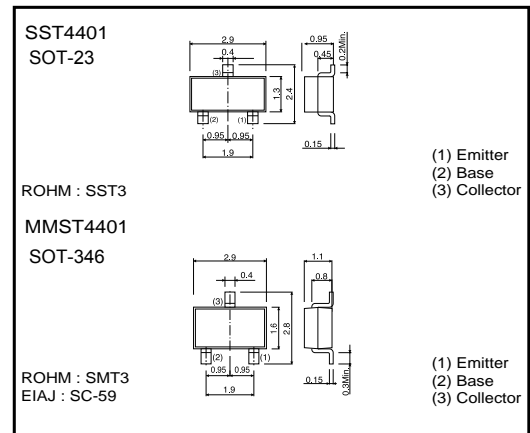 SST4401
SOT-23
2.9
0.4
(3)
1.3
2.4
(2)
(1)
0.95
0.95
1.9
0.95
0.45
0.2Min.
0.15
ROHM : SST3
(1) Emitter
(2) Base
(3) Collector
MMST4401
SOT-346
2.9
0.4
(3)
1.6
2.8
(2)
(1)
0.95
0.95
1.9
1.1
0.8
0.15
0.3Min.
ROHM : SMT3
EIAJ : SC-59
(1) Emitter
(2) Base
(3) Collector